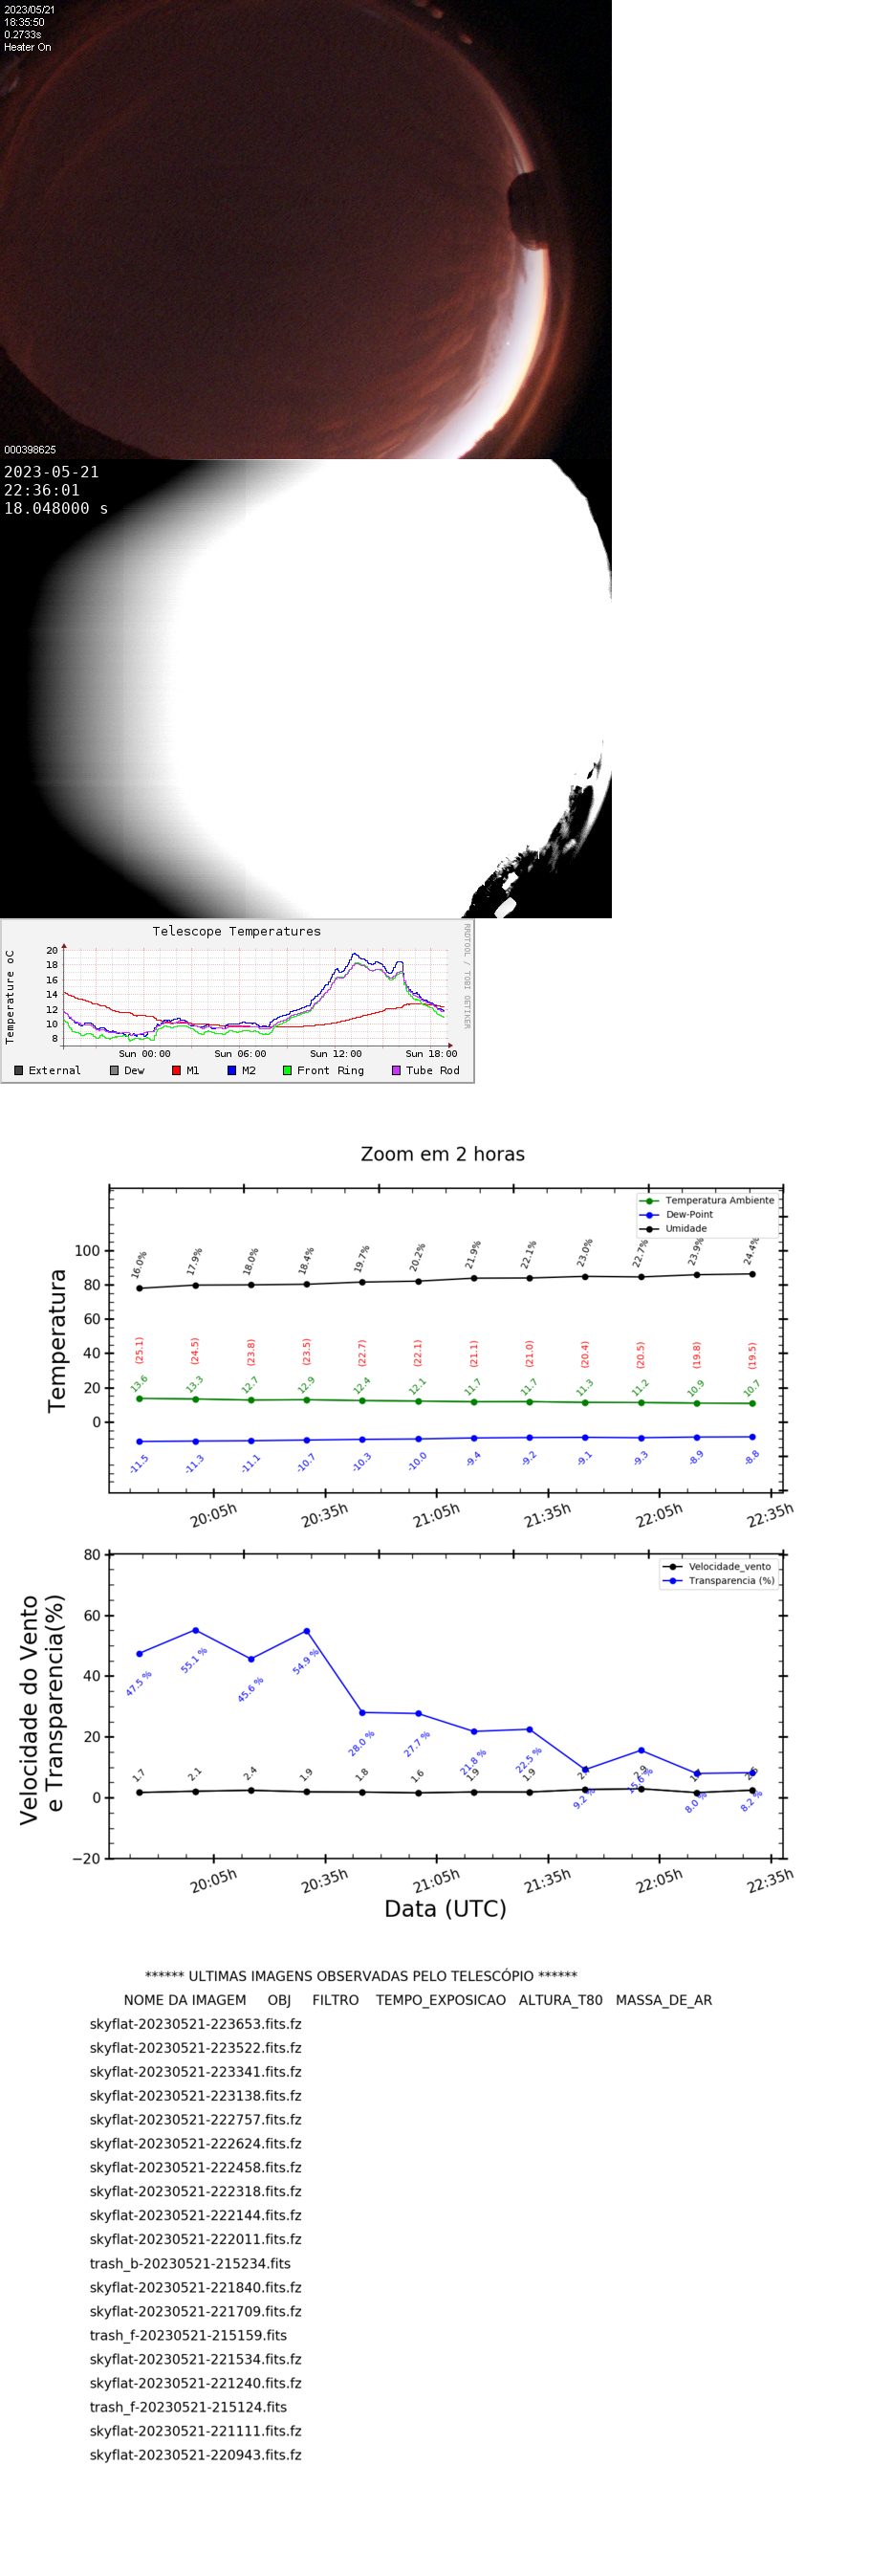 2023/05/21
18:35:50
0.2733s
Heater On
000398625
2023-05-21
22:36:01
18.048000 s
Telescope Temperatures
RRDTOOL / TOBI OETIKER
Temperature oC
20
18
16
14
12
10
8
Sun 00:00 Sun 06:00 Sun 12:00 Sun 18:00
External Dew M1 M2 Front Ring Tube Rod
Zoom em 2 horas
Temperatura Ambiente
Dew-Point
Umidade
Temperatura
100
80
60
40
20
0
16.0% 17.9% 18.0% 18.4% 19.7% 20.2% 21.9% 22.1% 23.0% 22.7% 23.9% 24.4%
(25.1) (24.5) (23.8) (23.5) (22.7) (22.1) (21.1) (21.0) (20.4) (20.5) (19.8) (19.5)
13.6 13.3 12.7 12.9 12.4 12.1 11.7 11.7 11.3 11.2 10.9 10.7
-11.5 -11.3 -11.1 -10.7 -10.3 -10.0 -9.4 -9.2 -9.1 -9.3 -8.9 -8.8
20:05h 20:35h 21:05h 21:35h 22:05h 22:35h
Velocidade_vento
Transparencia (%)
Velocidade do Vento
e Transparencia(%)
80
60
40
20
0
−20
47.5 % 55.1 % 45.6 % 54.9 % 28.0 % 27.7 % 21.8 % 22.5 % 9.2 % 15.6 % 8.0 % 8.2 %
1.7 2.1 2.4 1.9 1.8 1.6 1.9 1.9 2.9
20:05h 20:35h 21:05h 21:35h 22:05h 22:35h
Data (UTC)
****** ULTIMAS IMAGENS OBSERVADAS PELO TELESCÓPIO ******
NOME DA IMAGEM OBJ FILTRO TEMPO_EXPOSICAO ALTURA_T80 MASSA_DE_AR
skyflat-20230521-223653.fits.fz
skyflat-20230521-223522.fits.fz
skyflat-20230521-223341.fits.fz
skyflat-20230521-223138.fits.fz
skyflat-20230521-222757.fits.fz
skyflat-20230521-222624.fits.fz
skyflat-20230521-222458.fits.fz
skyflat-20230521-222318.fits.fz
skyflat-20230521-222144.fits.fz
skyflat-20230521-222011.fits.fz
trash_b-20230521-215234.fits
skyflat-20230521-221840.fits.fz
skyflat-20230521-221709.fits.fz
trash_f-20230521-215159.fits
skyflat-20230521-221534.fits.fz
skyflat-20230521-221240.fits.fz
trash_f-20230521-215124.fits
skyflat-20230521-221111.fits.fz
skyflat-20230521-220943.fits.fz